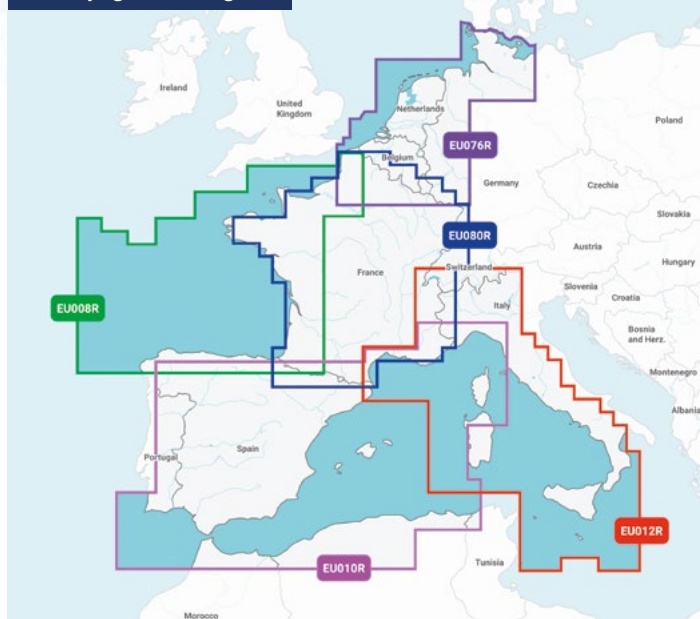 Ireland
United
Kingdom
Netherlands
Poland
EU076R
Belgium
Germany
Czechia
Slovakia
EU080R
Austria
Hungary
Switzerland
France
Slovenia
Croatia
Italy
EU008R
Bosnia
and Herz.
Montenegro
Albania
Spain
Portugal
EU012R
Tunisia
EU010R
Morocco